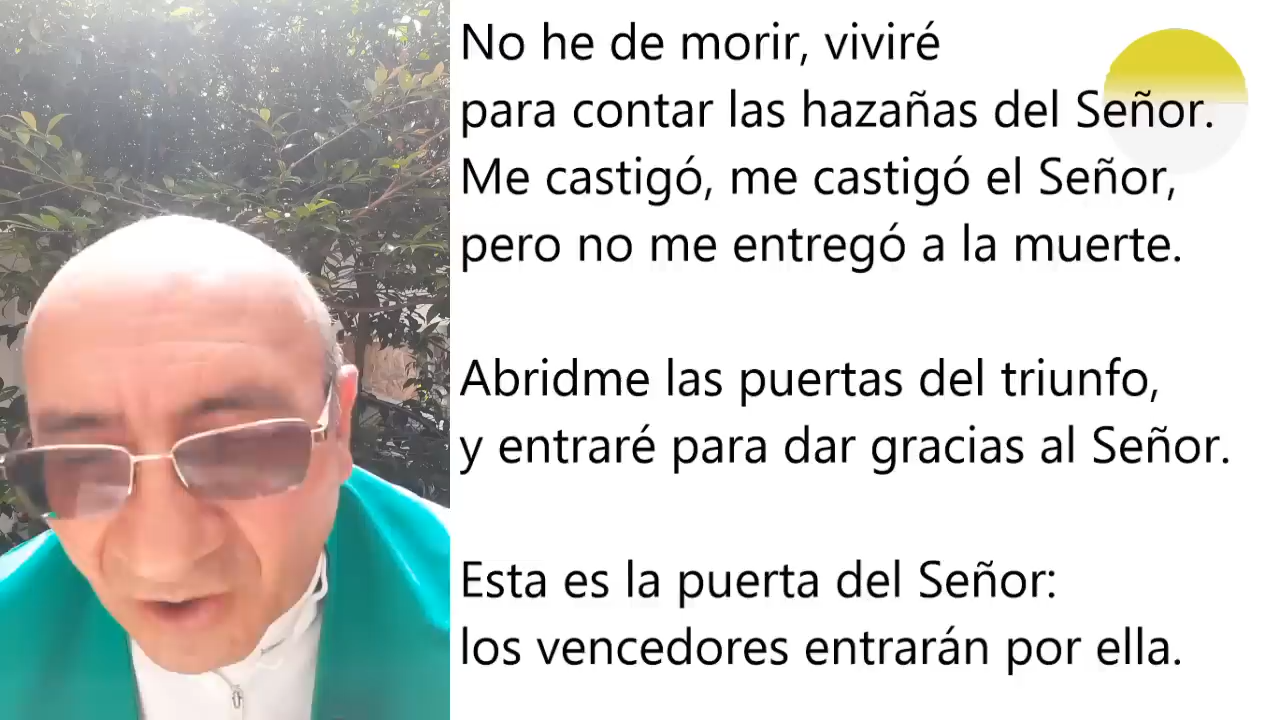 No he de morir, viviré
para contar las hazañas del Señor.
Me castigó, me castigó el Señor,
pero no me entregó a la muerte.
Abridme las puertas del triunfo,
y entraré para dar gracias al Señor.
Esta es la puerta del Señor:
los vencedores entrarán por ella.